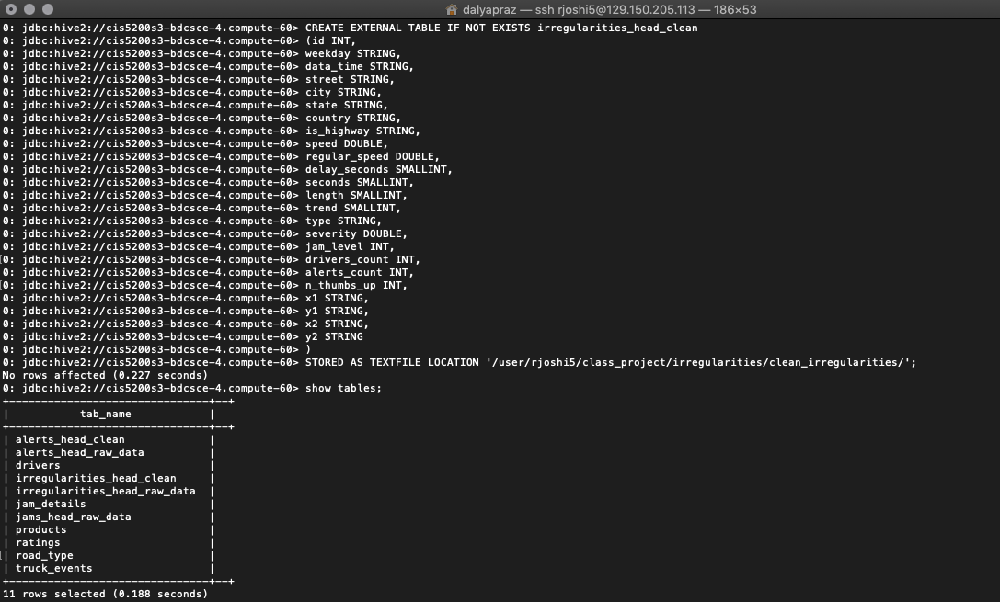 dalyapraz — ssh rjoshi5@129.150.205.113 — 186×53
0: jdbc:hive2://cis5200s3-bdcsce-4.compute-60> CREATE EXTERNAL TABLE IF NOT EXISTS irregularities_head_clean
0: jdbc:hive2://cis5200s3-bdcsce-4.compute-60> (id INT,
0: jdbc:hive2://cis5200s3-bdcsce-4.compute-60> weekday STRING,
0: jdbc:hive2://cis5200s3-bdcsce-4.compute-60> data_time STRING,
0: jdbc:hive2://cis5200s3-bdcsce-4.compute-60> street STRING,
0: jdbc:hive2://cis5200s3-bdcsce-4.compute-60> city STRING,
0: jdbc:hive2://cis5200s3-bdcsce-4.compute-60> state STRING,
0: jdbc:hive2://cis5200s3-bdcsce-4.compute-60> country STRING,
0: jdbc:hive2://cis5200s3-bdcsce-4.compute-60> is_highway STRING,
0: jdbc:hive2://cis5200s3-bdcsce-4.compute-60> speed DOUBLE,
0: jdbc:hive2://cis5200s3-bdcsce-4.compute-60> regular_speed DOUBLE,
0: jdbc:hive2://cis5200s3-bdcsce-4.compute-60> delay_seconds SMALLINT,
0: jdbc:hive2://cis5200s3-bdcsce-4.compute-60> seconds SMALLINT,
0: jdbc:hive2://cis5200s3-bdcsce-4.compute-60> length SMALLINT,
0: jdbc:hive2://cis5200s3-bdcsce-4.compute-60> trend SMALLINT,
0: jdbc:hive2://cis5200s3-bdcsce-4.compute-60> type STRING,
0: jdbc:hive2://cis5200s3-bdcsce-4.compute-60> severity DOUBLE,
0: jdbc:hive2://cis5200s3-bdcsce-4.compute-60> jam_level INT,
0: jdbc:hive2://cis5200s3-bdcsce-4.compute-60> drivers_count INT,
0: jdbc:hive2://cis5200s3-bdcsce-4.compute-60> alerts_count INT,
0: jdbc:hive2://cis5200s3-bdcsce-4.compute-60> n_thumbs_up INT,
0: jdbc:hive2://cis5200s3-bdcsce-4.compute-60> x1 STRING,
0: jdbc:hive2://cis5200s3-bdcsce-4.compute-60> y1 STRING,
0: jdbc:hive2://cis5200s3-bdcsce-4.compute-60> x2 STRING,
0: jdbc:hive2://cis5200s3-bdcsce-4.compute-60> y2 STRING
0: jdbc:hive2://cis5200s3-bdcsce-4.compute-60> )
0: jdbc:hive2://cis5200s3-bdcsce-4.compute-60> STORED AS TEXTFILE LOCATION '/user/rjoshi5/class_project/irregularities/clean_irregularities/';
No rows affected (0.227 seconds)
0: jdbc:hive2://cis5200s3-bdcsce-4.compute-60> show tables;
+--------------------------------+--+
| tab_name |
+--------------------------------+--+
| alerts_head_clean |
| alerts_head_raw_data |
| drivers |
| irregularities_head_clean |
| irregularities_head_raw_data |
| jam_details |
| jams_head_raw_data |
| products |
| ratings |
| road_type |
| truck_events |
+--------------------------------+--+
11 rows selected (0.188 seconds)